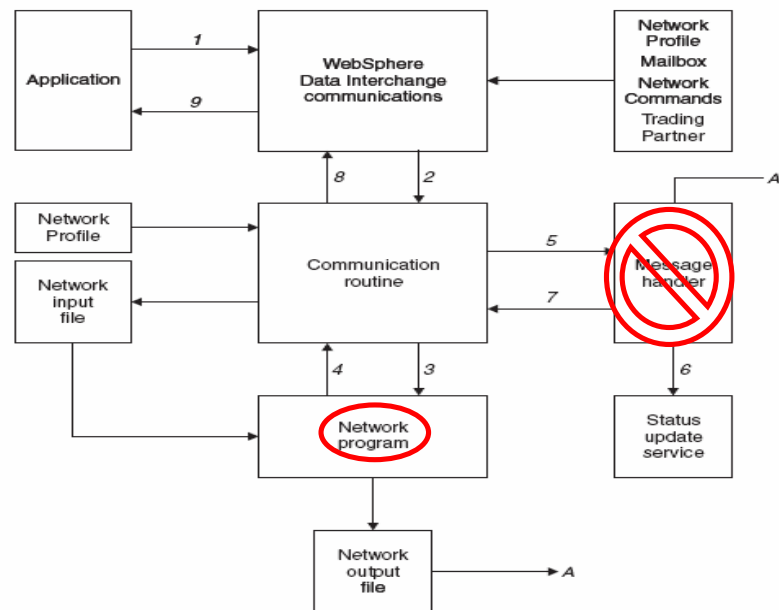 Application
1
9
WebSphere
Data Interchange
communications
Network
Profile
Mailbox
Network
Commands
Trading
Partner
8
2
A
Network
Profile
Network
input
file
Communication
routine
5
7
Message
handler
4
3
6
Network
program
Status
update
service
Network
output
file
A